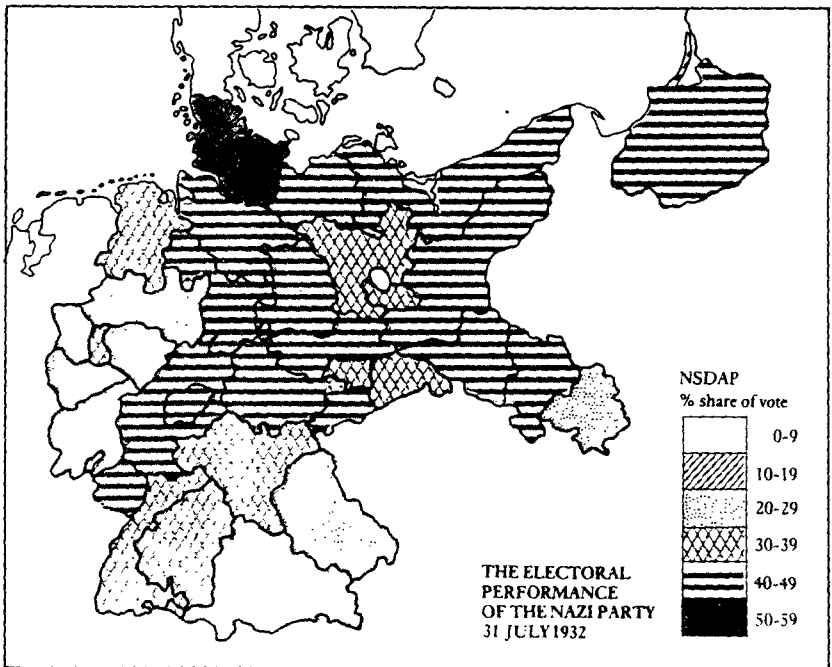 NSDAP
% share of vote
0-9
10-19
20-29
30-39
40-49
50-59
THE ELECTORAL
PERFORMANCE
OF THE NAZI PARTY
31 JULY 1932